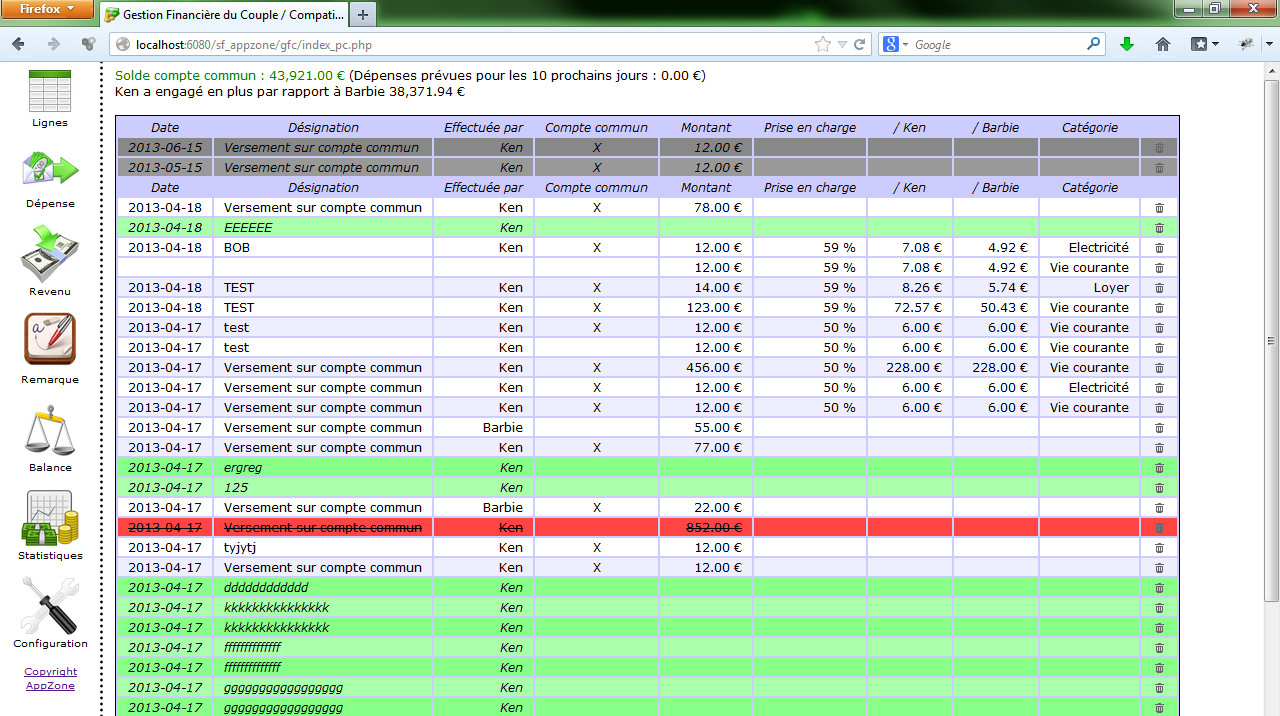 Firefox
Gestion Financière du Couple / Compati...
localhost:6080/sf_appzone/gfc/index_pc.php
Google
Lignes
Dépense
Revenu
Remarque
Balance
Statistiques
Configuration
Copyright
AppZone
Solde compte commun : 43,921.00 € (Dépenses prévues pour les 10 prochains jours : 0.00 €)
Ken a engagé en plus par rapport à Barbie 38,371.94 €
Date Désignation Effectuée par Compte commun Montant Prise en charge / Ken / Barbie Catégorie
2013-06-15 Versement sur compte commun Ken X 12.00 €
2013-05-15 Versement sur compte commun Ken X 12.00 €
Date Désignation Effectuée par Compte commun Montant Prise en charge / Ken / Barbie Catégorie
2013-04-18 Versement sur compte commun Ken X 78.00 €
2013-04-18 EEEEEE Ken
2013-04-18 BOB Ken X 12.00 € 59 % 7.08 € 4.92 € Electricité
12.00 € 59 % 7.08 € 4.92 € Vie courante
2013-04-18 TEST Ken X 14.00 € 59 % 8.26 € 5.74 € Loyer
2013-04-18 TEST Ken X 123.00 € 59 % 72.57 € 50.43 € Vie courante
2013-04-17 test Ken X 12.00 € 50 % 6.00 € 6.00 € Vie courante
2013-04-17 test Ken 12.00 € 50 % 6.00 € 6.00 € Vie courante
2013-04-17 Versement sur compte commun Ken X 456.00 € 50 % 228.00 € 228.00 € Vie courante
2013-04-17 Versement sur compte commun Ken X 12.00 € 50 % 6.00 € 6.00 € Electricité
2013-04-17 Versement sur compte commun Ken X 12.00 € 50 % 6.00 € 6.00 € Vie courante
2013-04-17 Versement sur compte commun Barbie 55.00 €
2013-04-17 Versement sur compte commun Ken X 77.00 €
2013-04-17 ergreg Ken
2013-04-17 125 Ken
2013-04-17 Versement sur compte commun Barbie X 22.00 €
2013-04-17 Versement sur compte commun Ken 852.00 €
2013-04-17 tyjytj Ken X 12.00 €
2013-04-17 Versement sur compte commun Ken X 12.00 €
2013-04-17 dddddddddddd Ken
2013-04-17 kkkkkkkkkkkkkkk Ken
2013-04-17 kkkkkkkkkkkkkkk Ken
2013-04-17 fffffffffffff Ken
2013-04-17 fffffffffffff Ken
2013-04-17 ggggggggggggggggg Ken
2013-04-17 ggggggggggggggggg Ken